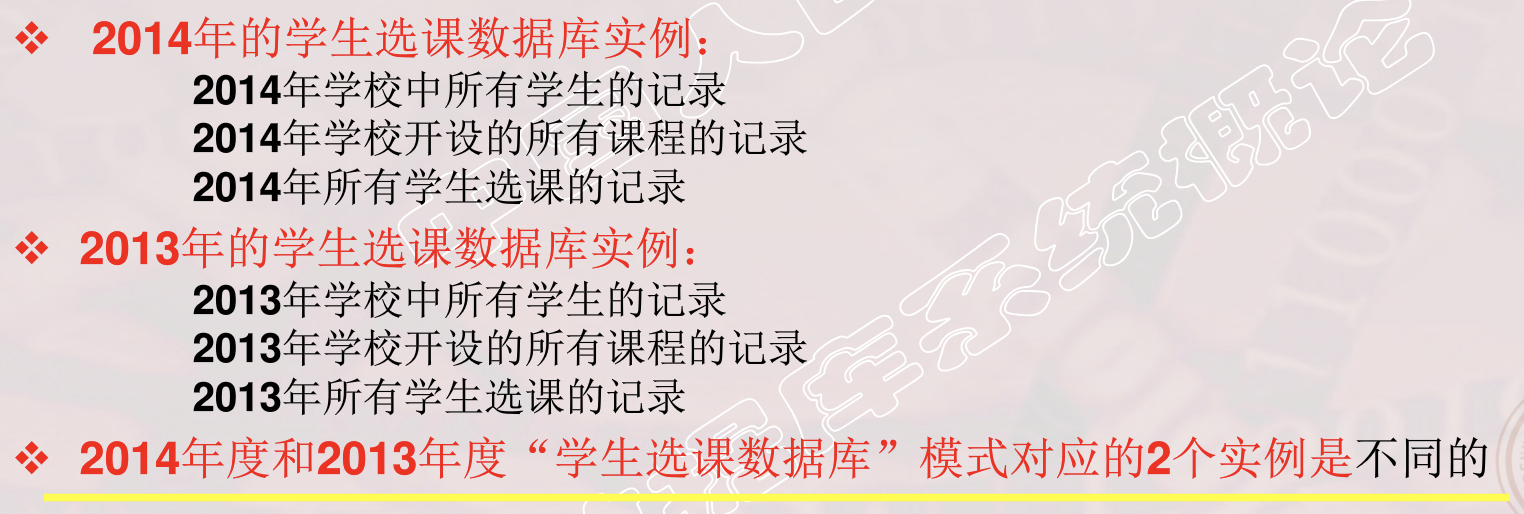 ❖ 2014年的学生选课数据库实例：
2014年学校中所有学生的记录
2014年学校开设的所有课程的记录
2014年所有学生选课的记录
❖ 2013年的学生选课数据库实例：
2013年学校中所有学生的记录
2013年学校开设的所有课程的记录
2013年所有学生选课的记录
❖ 2014年度和2013年度“学生选课数据库”模式对应的2个实例是不同的
数据库系统概论